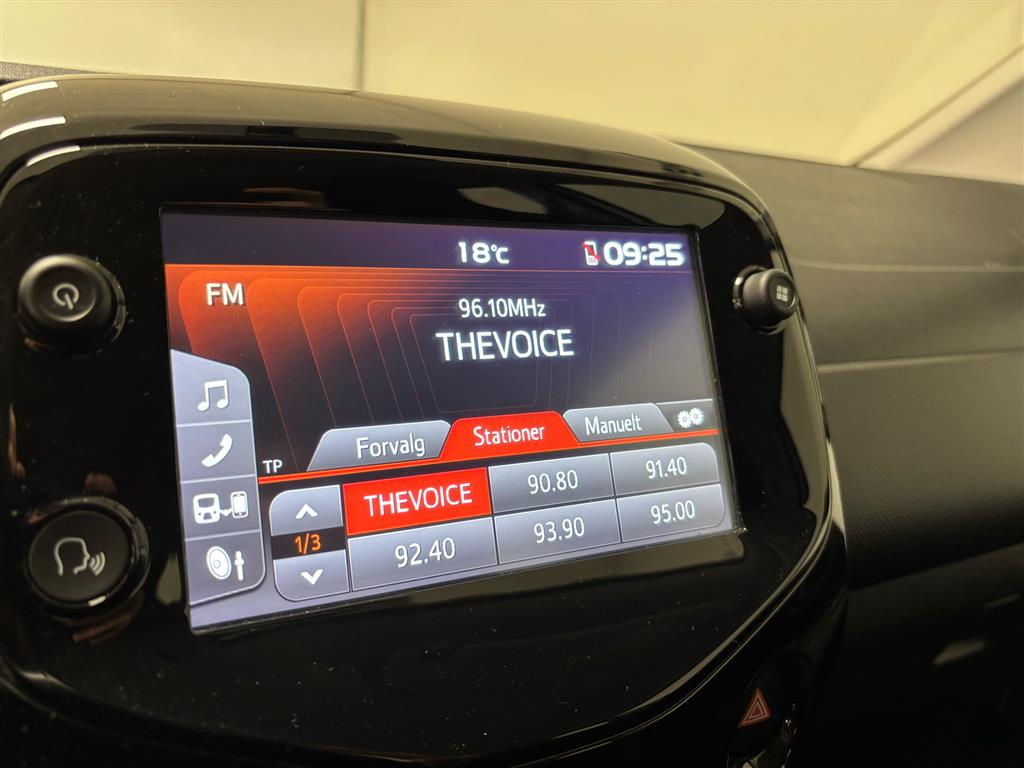 18°C 09:25
FM
96.10MHz
THEVOICE
Forvalg Stationer Manuelt
TP
THEVOICE 90.80 91.40
1/3
92.40 93.90 95.00